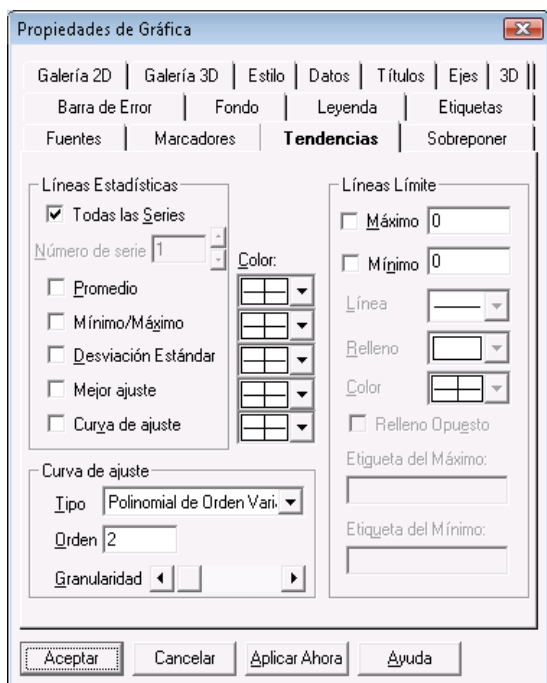 Propiedades de Gráfica
Galería 2D Galería 3D Estilo Datos Títulos Ejes 3D
Barra de Error Fondo Leyenda Etiquetas
Fuentes Marcadores Tendencias Sobreponer
Líneas Estadísticas
Todas las Series
Número de serie 1
Color:
Promedio
Mínimo/Máximo
Desviación Estándar
Mejor ajuste
Curva de ajuste
Curva de ajuste
Tipo Polinomial de Orden Vari
Orden 2
Granularidad
Líneas Límite
Máximo 0
Mínimo 0
Línea
Relleno
Color
Relleno Opuesto
Etiqueta del Máximo:
Etiqueta del Mínimo:
Aceptar Cancelar Aplicar Ahora Ayuda